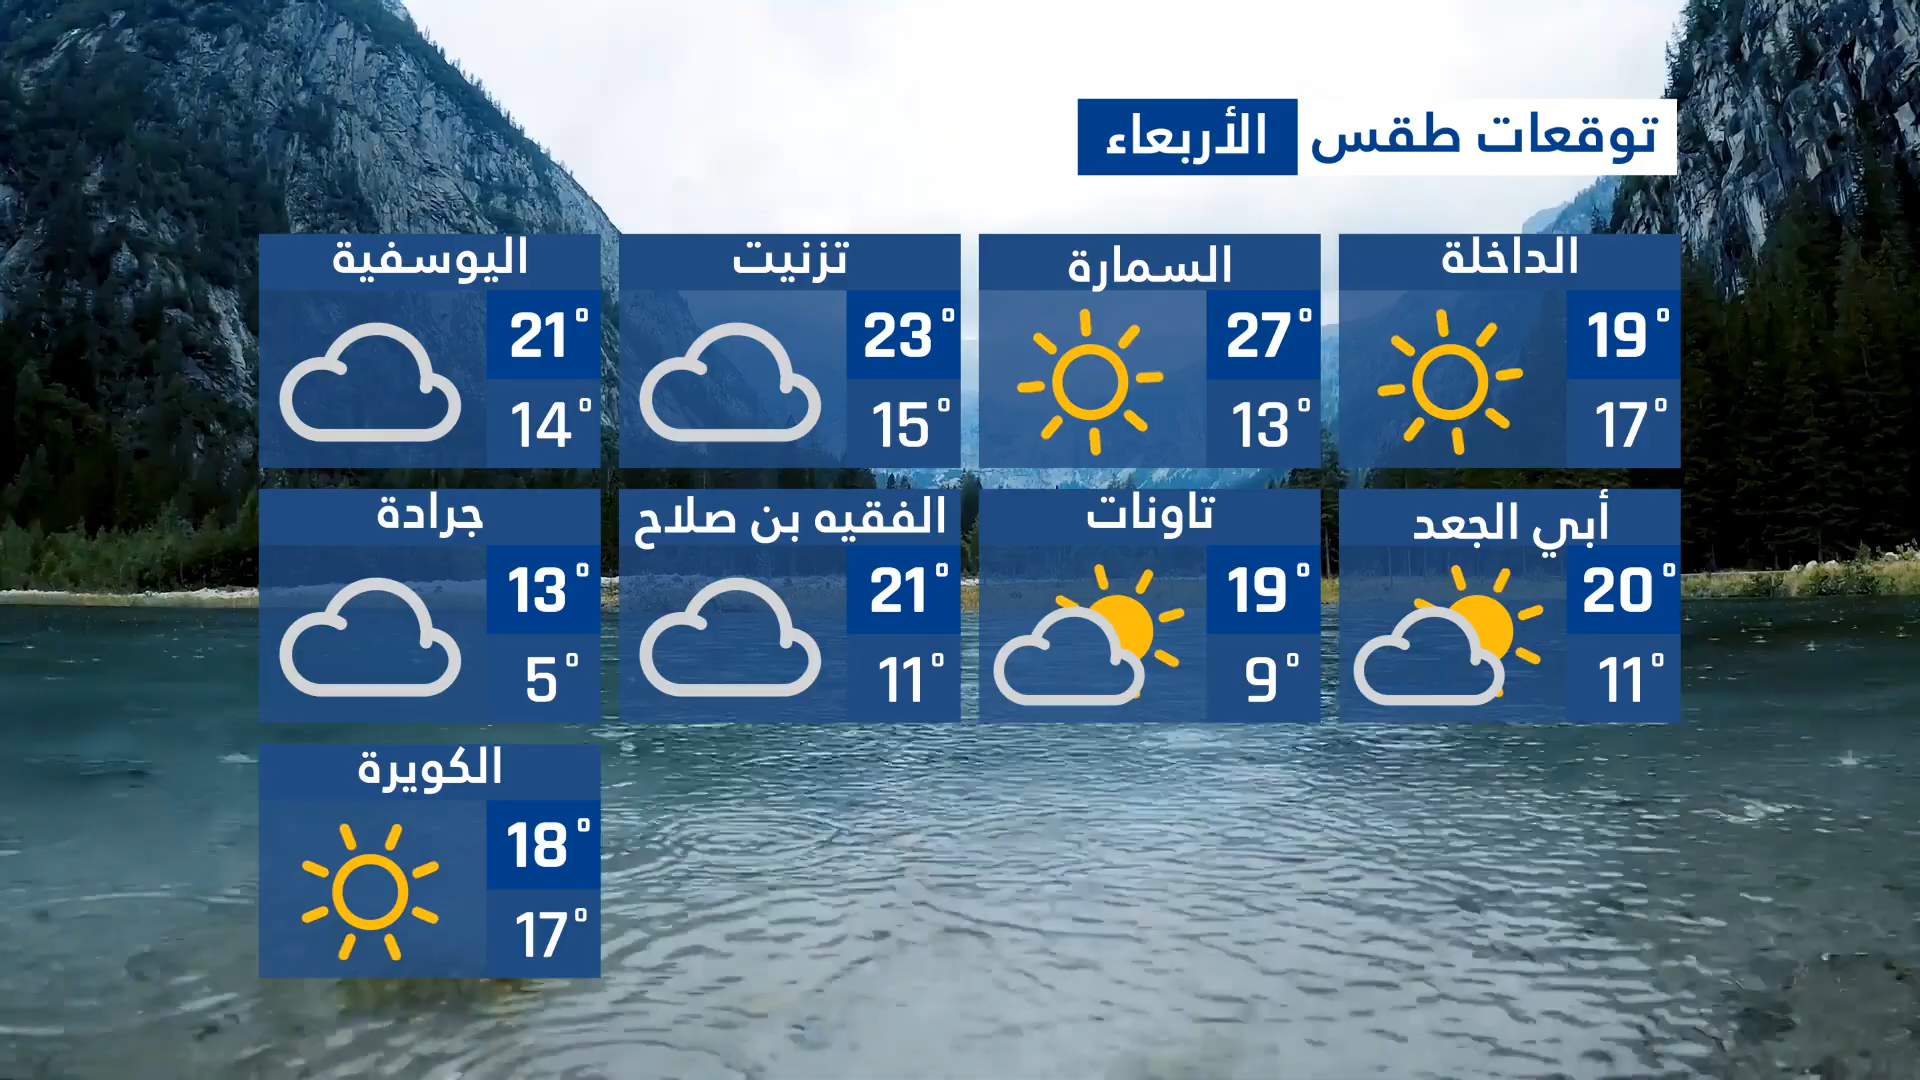 توقعات طقس الأربعاء
الداخلة
19°
17°
السمارة
27°
13°
تزنيت
23°
15°
اليوسفية
21°
14°
أبي الجعد
20°
11°
تاونات
19°
9°
الفقيه بن صلاح
21°
11°
جرادة
13°
5°
الكويرة
18°
17°